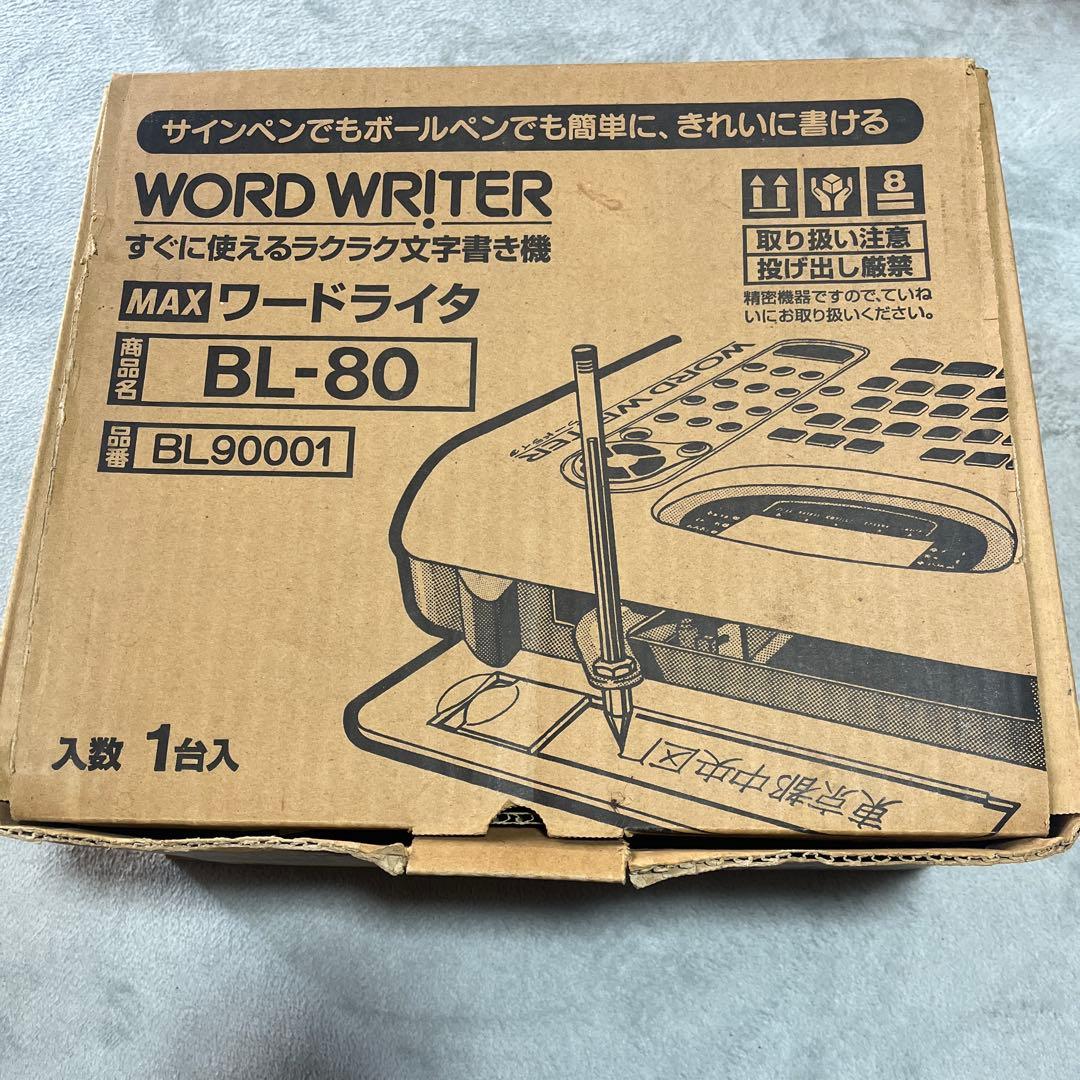 サインペンでもボールペンでも簡単に、きれいに書ける
WORD WRITER
すぐに使えるラクラク文字書き機
MAX ワードライタ
商品名 BL-80
品番 BL90001
8
取り扱い注意
投げ出し厳禁
精密機器ですので、ていね
いにお取り扱いください。
WORD WR
TER
東京都中央区
入数 1台入